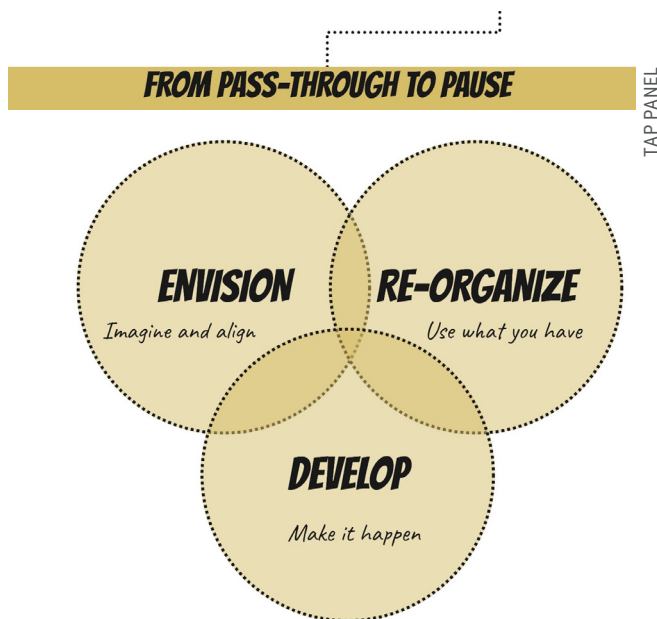 FROM PASS-THROUGH TO PAUSE
TAP PANEL
ENVISION
Imagine and align
RE-ORGANIZE
Use what you have
DEVELOP
Make it happen